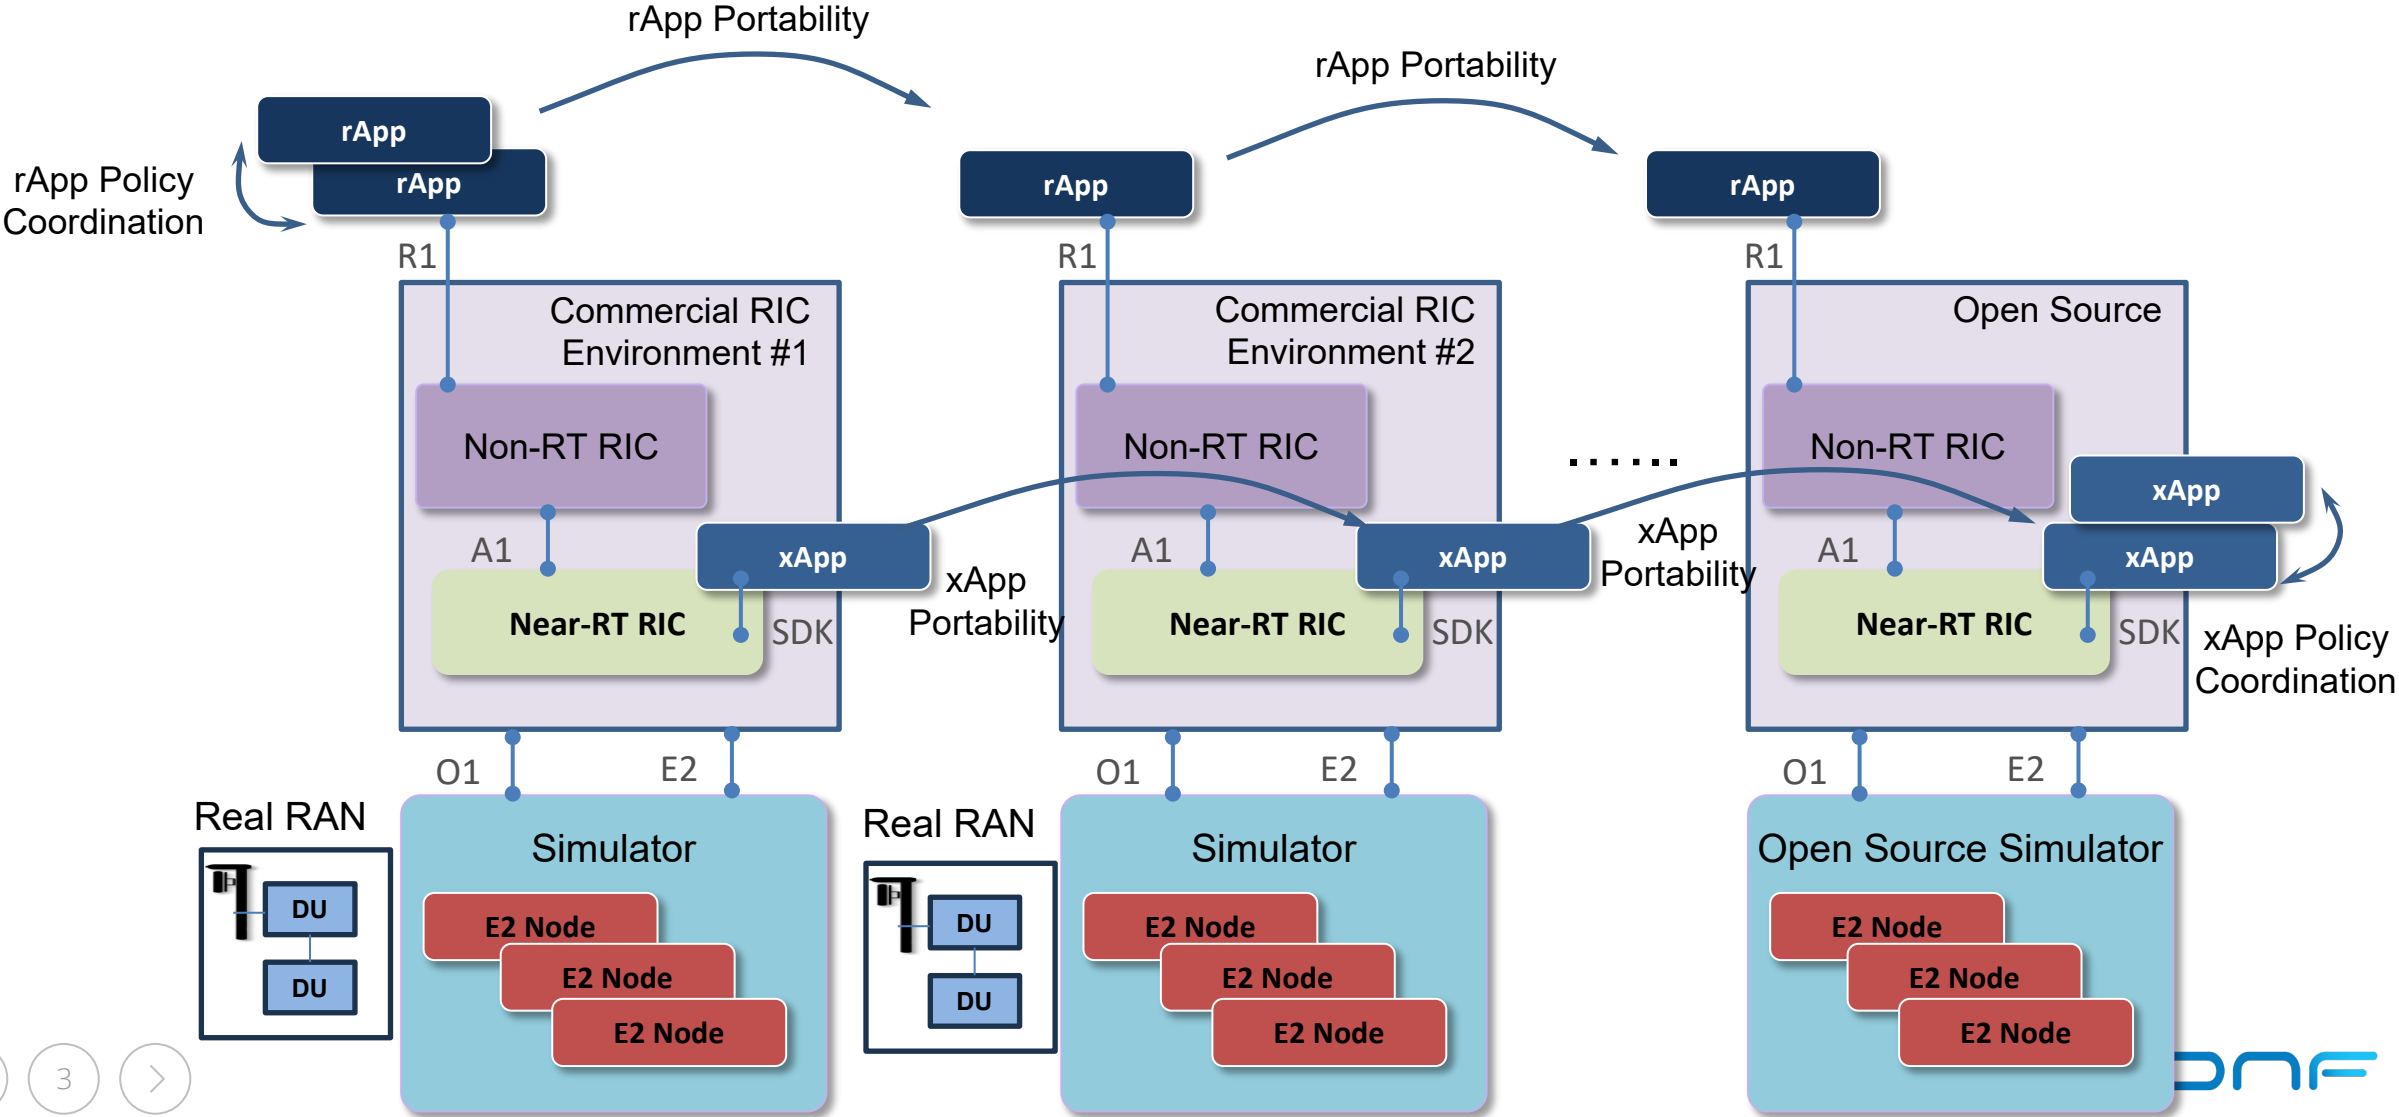 rApp Portability
rApp Portability
rApp
rApp
rApp Policy
Coordination
rApp
rApp
R1
R1
R1
Commercial RIC
Environment #1
Commercial RIC
Environment #2
Open Source
Non-RT RIC
Non-RT RIC
Non-RT RIC
......
A1
A1
A1
xApp
xApp
xApp
xApp
xApp
Portability
xApp
Portability
Near-RT RIC
Near-RT RIC
Near-RT RIC
SDK
SDK
SDK
xApp Policy
Coordination
O1
E2
O1
E2
O1
E2
Real RAN
Real RAN
Simulator
Simulator
Open Source Simulator
DU
DU
DU
DU
E2 Node
E2 Node
E2 Node
E2 Node
E2 Node
E2 Node
E2 Node
E2 Node
E2 Node
3